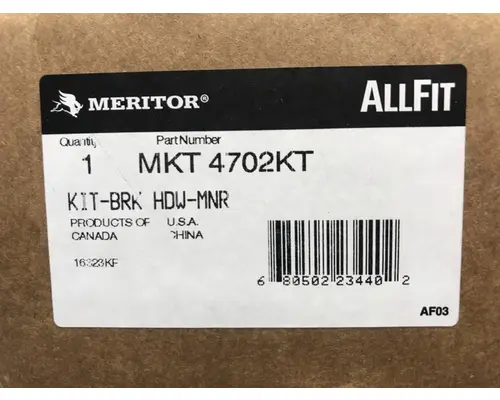 MERITOR® ALLFIT
Quantity Part Number
1 MKT 4702KT
KIT-BRK HDW-MNR
PRODUCTS OF U.S.A.
CANADA CHINA
16323KF
6 80502 23440 2
AF03